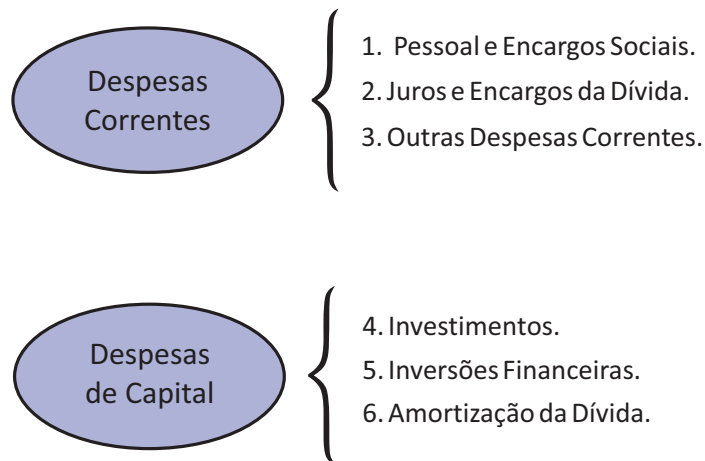 Despesas
Correntes
1. Pessoal e Encargos Sociais.
2. Juros e Encargos da Dívida.
3. Outras Despesas Correntes.
Despesas
de Capital
4. Investimentos.
5. Inversões Financeiras.
6. Amortização da Dívida.